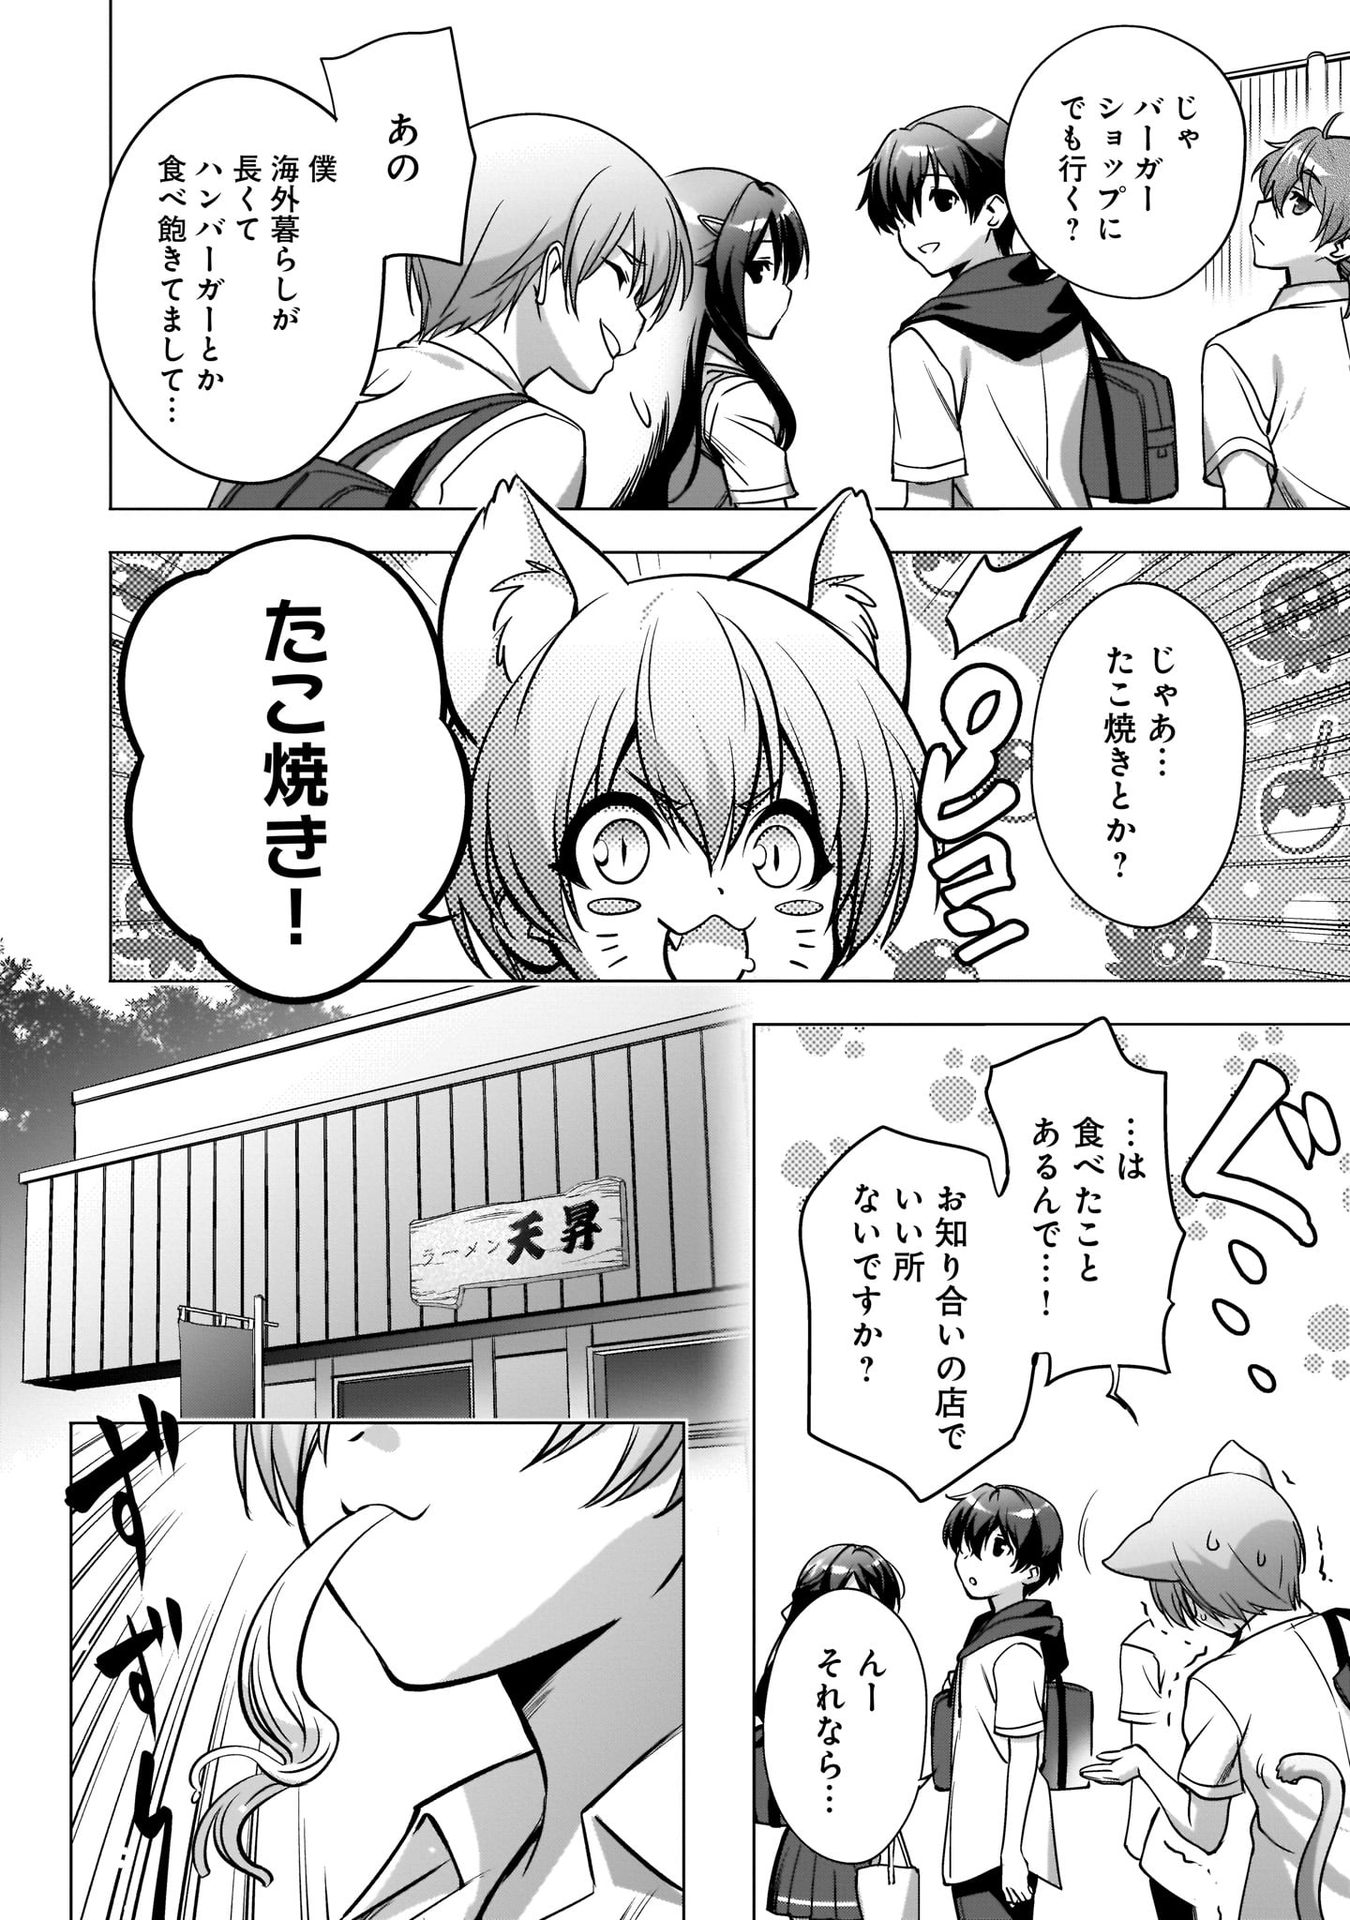 じゃ
バーガー
ショップに
でも行く？
あの
僕
海外暮らしが
長くて
ハンバーガーとか
食べ飽きてまして…
じゃあ…
たこ焼きとか？
ピンコン
たこ焼き！
…は
食べたこと
あるんで…！
お知り合いの店で
いい所
ないですか？
ぐ…
んー
それなら…
ラーメン 天昇
ずずーっ